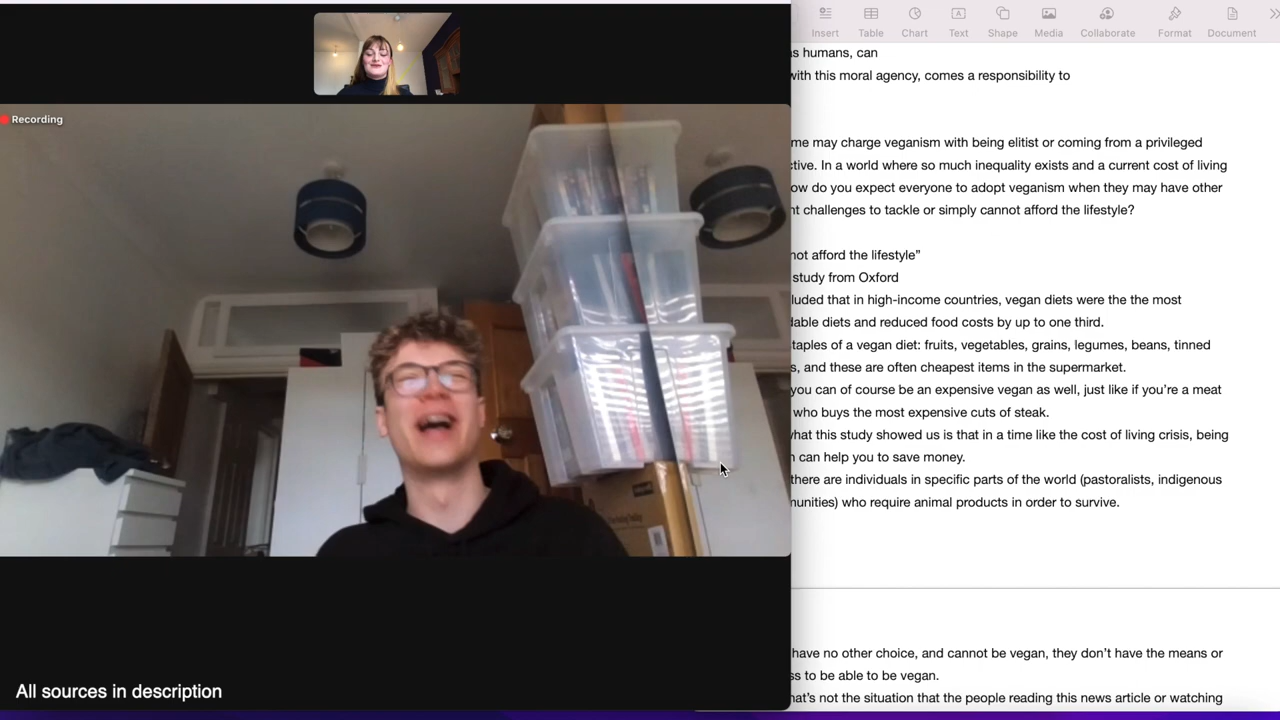 Recording
All sources in description
Insert Table Chart Text Shape Media Collaborate Format Document
as humans, can
with this moral agency, comes a responsibility to
me may charge veganism with being elitist or coming from a privileged
ctive. In a world where so much inequality exists and a current cost of living
ow do you expect everyone to adopt veganism when they may have other
nt challenges to tackle or simply cannot afford the lifestyle?
not afford the lifestyle”
study from Oxford
luded that in high-income countries, vegan diets were the the most
dable diets and reduced food costs by up to one third.
taples of a vegan diet: fruits, vegetables, grains, legumes, beans, tinned
s, and these are often cheapest items in the supermarket.
you can of course be an expensive vegan as well, just like if you’re a meat
who buys the most expensive cuts of steak.
what this study showed us is that in a time like the cost of living crisis, being
n can help you to save money.
there are individuals in specific parts of the world (pastoralists, indigenous
munities) who require animal products in order to survive.
have no other choice, and cannot be vegan, they don’t have the means or
ss to be able to be vegan.
hat’s not the situation that the people reading this news article or watching